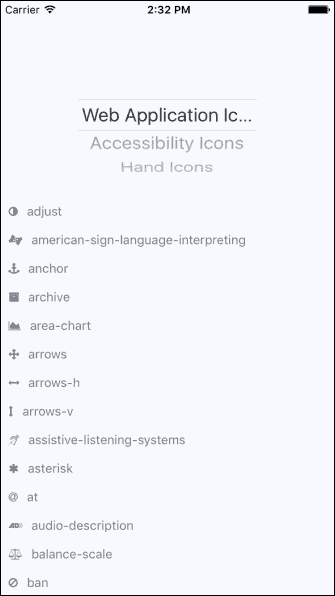 Carrier 2:32 PM
Web Application Ic...
Accessibility Icons
Hand Icons
adjust
american-sign-language-interpreting
anchor
archive
area-chart
arrows
arrows-h
arrows-v
assistive-listening-systems
asterisk
at
audio-description
balance-scale
ban